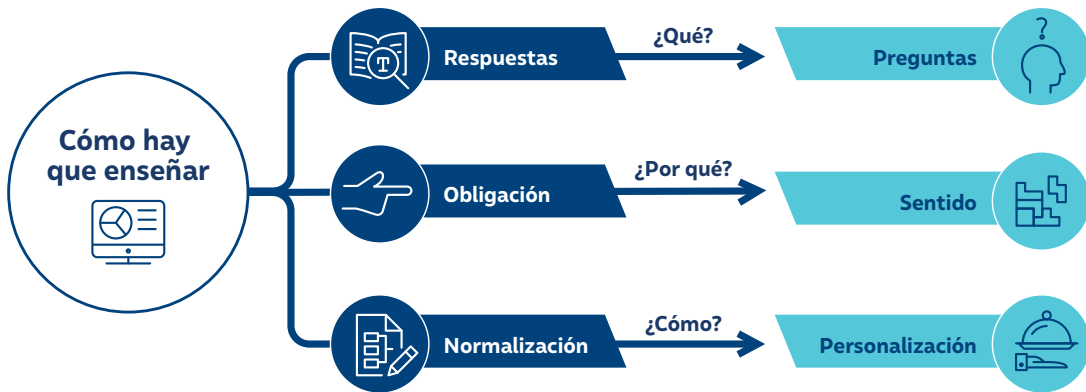 Cómo hay
que enseñar
Respuestas
¿Qué?
Preguntas
?
T
Obligación
¿Por qué?
Sentido
Normalización
¿Cómo?
Personalización